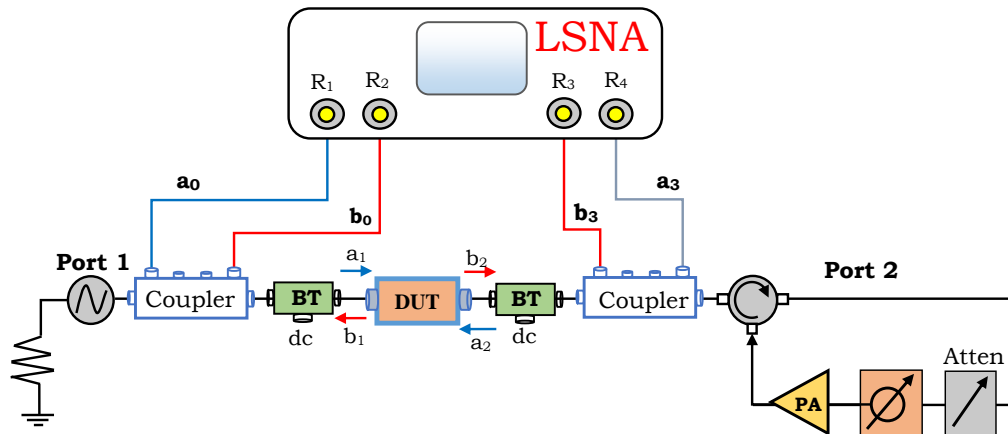 LSNA
R₁ R₂ R₃ R₄
a₀ a₃
b₀ b₃
Port 1 a₁ b₂ Port 2
Coupler BT DUT BT Coupler
dc b₁ a₂ dc
Atten
PA